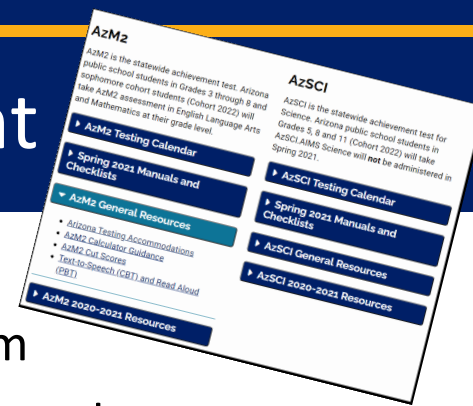 AzM2
AzM2 is the statewide achievement test. Arizona
public school students in Grades 3 through 8 and
sophomore cohort students (Cohort 2022) will
take AzM2 assessment in English Language Arts
and Mathematics at their grade level.
AzM2 Testing Calendar
Spring 2021 Manuals and
Checklists
AzM2 General Resources
• Arizona Testing Accommodations
• AzM2 Calculator Guidance
• AzM2 Cut Scores
• Text-to-Speech (CBT) and Read Aloud
(PBT)
AzM2 2020-2021 Resources
AzSCI
AzSCI is the statewide achievement test for
Science. Arizona public school students in
Grades 5, 8 and 11 (Cohort 2022) will take
AzSCI. AIMS Science will not be administered in
Spring 2021.
AzSCI Testing Calendar
Spring 2021 Manuals and
Checklists
AzSCI General Resources
AzSCI 2020-2021 Resources